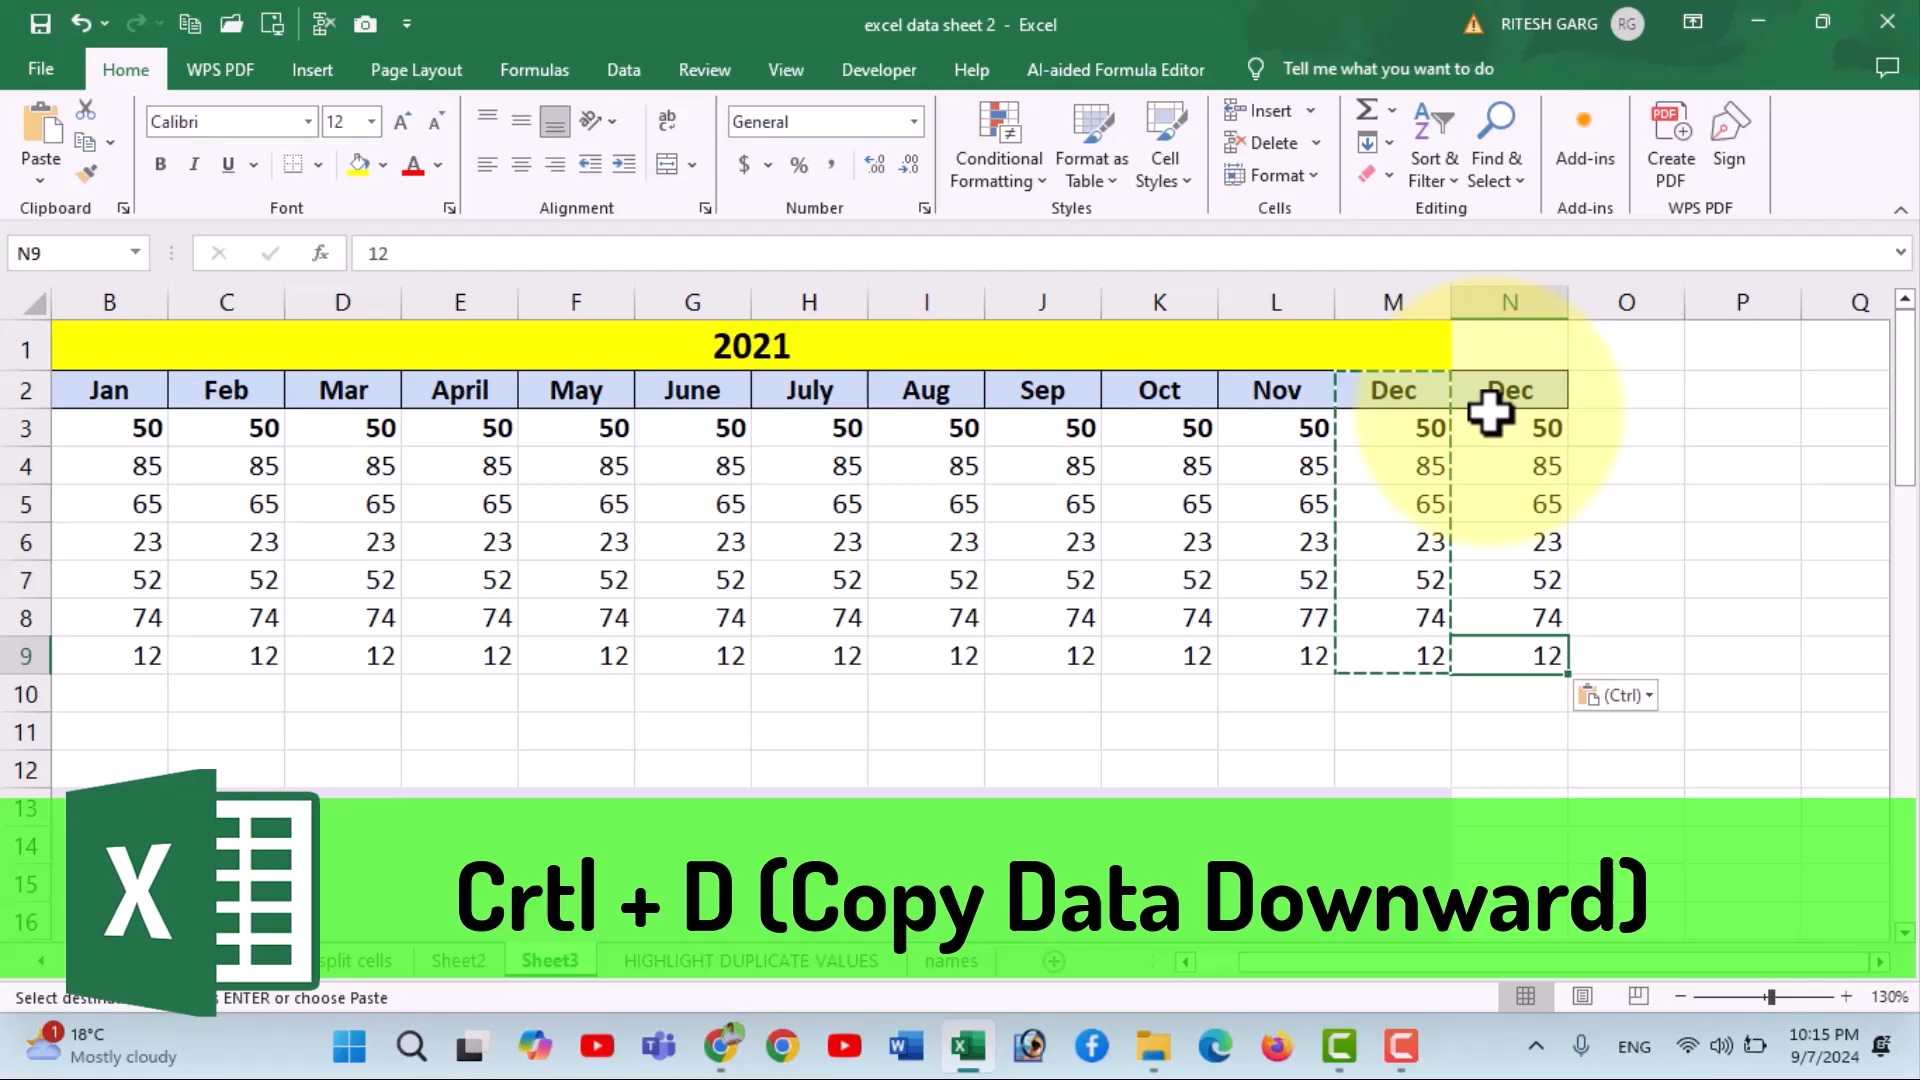 excel data sheet 2 - Excel
RITESH GARG RG
File Home WPS PDF Insert Page Layout Formulas Data Review View Developer Help AI-aided Formula Editor Tell me what you want to do
Paste
Clipboard
Calibri 12
B I U
Font
ab
Alignment
General
$ % ,
Number
Conditional Formatting
Format as Table
Cell Styles
Styles
Insert
Delete
Format
Cells
Sort & Filter
Find & Select
Editing
Add-ins
Add-ins
Create PDF
Sign
WPS PDF
N9 fx 12
B C D E F G H I J K L M N O P Q
1 2021
2 Jan Feb Mar April May June July Aug Sep Oct Nov Dec Dec
3 50 50 50 50 50 50 50 50 50 50 50 50 50
4 85 85 85 85 85 85 85 85 85 85 85 85 85
5 65 65 65 65 65 65 65 65 65 65 65 65 65
6 23 23 23 23 23 23 23 23 23 23 23 23 23
7 52 52 52 52 52 52 52 52 52 52 52 52 52
8 74 74 74 74 74 74 74 74 74 74 77 74 74
9 12 12 12 12 12 12 12 12 12 12 12 12 12
10 (Ctrl)
11
12
13
14
15
16
X
Crtl + D (Copy Data Downward)
split cells Sheet2 Sheet3 HIGHLIGHT DUPLICATE VALUES names
Select ENTER or choose Paste 130%
1 18°C
Mostly cloudy
ENG
10:15 PM
9/7/2024